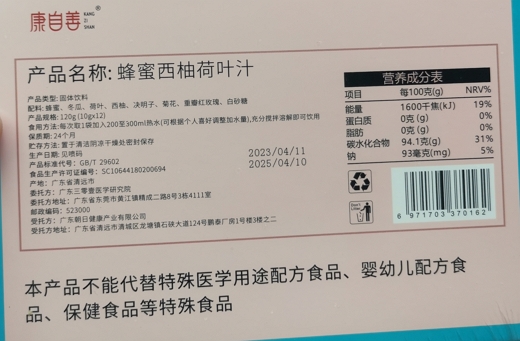 康自善
KANG
ZI
SHAN
产品名称: 蜂蜜西柚荷叶汁
产品类型: 固体饮料
配料: 蜂蜜、冬瓜、荷叶、西柚、决明子、菊花、重瓣红玫瑰、白砂糖
产品规格: 120g (10gx12)
食用方法: 每次取1袋加入200至300ml热水(可根据个人喜好调整加水量),充分搅拌溶解即可饮用
保质期: 24个月
贮存方法: 置于清洁阴凉干燥处密封保存
生产日期: 见喷码
2023/04/11
产品标准代号: GB/T 29602
2025/04/10
食品生产许可证编号: SC10644180200694
产地: 广东省清远市
委托方: 广东三零壹医学研究院
委托方地址: 广东省东莞市黄江镇精成二路8号3栋4111室
邮政编码: 523000
受托方: 广东朝日健康产业有限公司
受托方地址: 广东省清远市清城区龙塘镇石硖大道124号鹏泰厂房1号楼3楼之二
营养成分表
项目 每100克(g) NRV%
能量 1600千焦(kJ) 19%
蛋白质 0克(g) 0%
脂肪 0克(g) 0%
碳水化合物 94.1克(g) 31%
钠 93毫克(mg) 5%
6 971703 370162
本产品不能代替特殊医学用途配方食品、婴幼儿配方食
品、保健食品等特殊食品